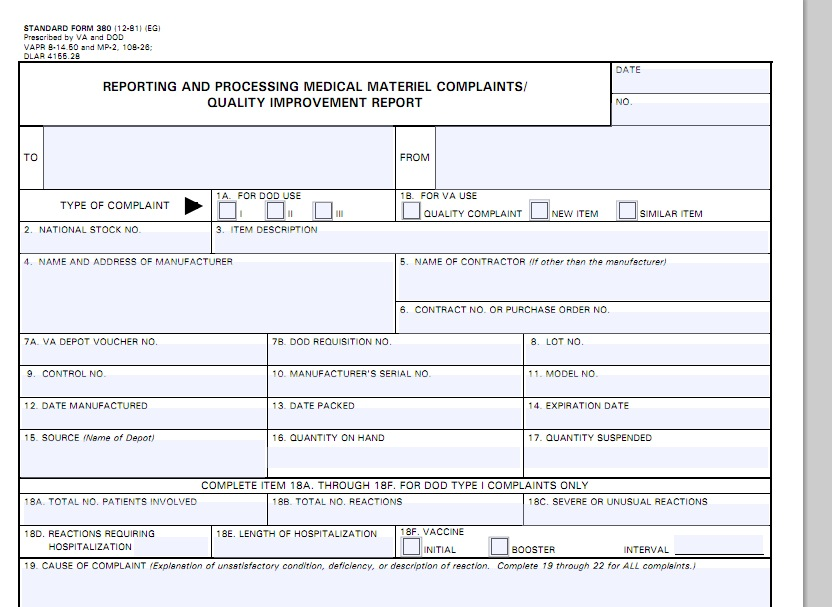 STANDARD FORM 380 (12-81) (EG)
Prescribed by VA and DOD
VAPR 8-14.50 and MP-2, 108-26;
DLAR 4155.28
REPORTING AND PROCESSING MEDICAL MATERIEL COMPLAINTS/
QUALITY IMPROVEMENT REPORT
DATE
NO.
TO
FROM
TYPE OF COMPLAINT
1A. FOR DOD USE
I II III
1B. FOR VA USE
QUALITY COMPLAINT NEW ITEM SIMILAR ITEM
2. NATIONAL STOCK NO.
3. ITEM DESCRIPTION
4. NAME AND ADDRESS OF MANUFACTURER
5. NAME OF CONTRACTOR (If other than the manufacturer)
6. CONTRACT NO. OR PURCHASE ORDER NO.
7A. VA DEPOT VOUCHER NO.
7B. DOD REQUISITION NO.
8. LOT NO.
9. CONTROL NO.
10. MANUFACTURER'S SERIAL NO.
11. MODEL NO.
12. DATE MANUFACTURED
13. DATE PACKED
14. EXPIRATION DATE
15. SOURCE (Name of Depot)
16. QUANTITY ON HAND
17. QUANTITY SUSPENDED
COMPLETE ITEM 18A. THROUGH 18F. FOR DOD TYPE I COMPLAINTS ONLY
18A. TOTAL NO. PATIENTS INVOLVED
18B. TOTAL NO. REACTIONS
18C. SEVERE OR UNUSUAL REACTIONS
18D. REACTIONS REQUIRING
HOSPITALIZATION
18E. LENGTH OF HOSPITALIZATION
18F. VACCINE
INITIAL BOOSTER INTERVAL
19. CAUSE OF COMPLAINT (Explanation of unsatisfactory condition, deficiency, or description of reaction. Complete 19 through 22 for ALL complaints.)